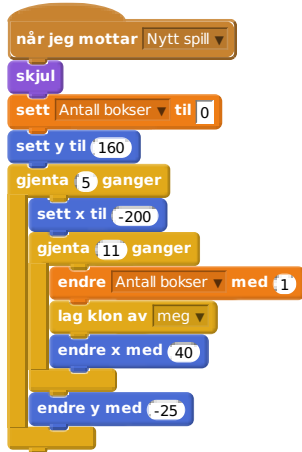 når jeg mottar Nytt spill
skjul
sett Antall bokser til 0
sett y til 160
gjenta 5 ganger
sett x til -200
gjenta 11 ganger
endre Antall bokser med 1
lag klon av meg
endre x med 40
endre y med -25